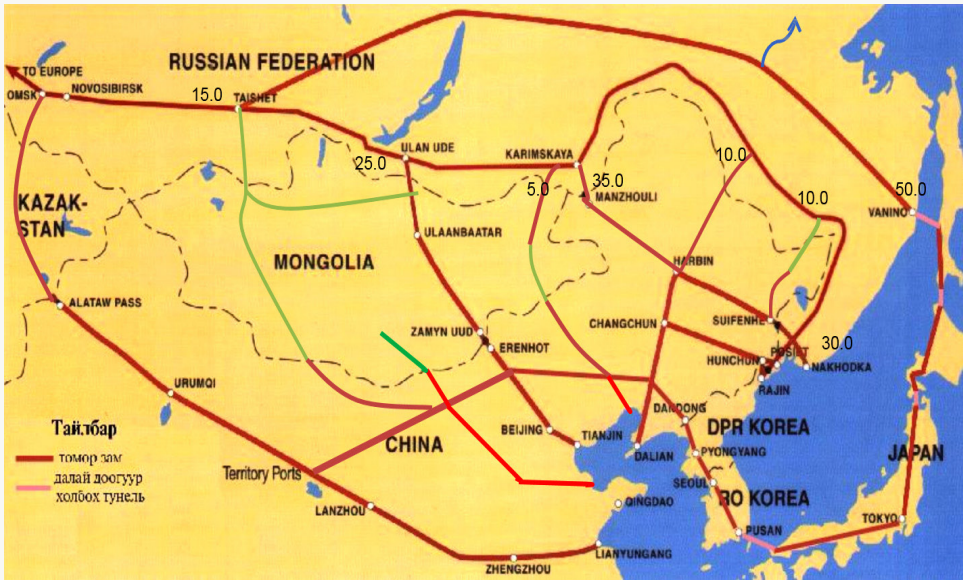 RUSSIAN FEDERATION
TO EUROPE
OMSK
NOVOSIBIRSK
15.0
TAISHET
ULAN UDE
25.0
KARIMSKAYA
5.0
35.0
MANZHOULI
10.0
10.0
50.0
VANINO
KAZAK-
STAN
ULAANBAATAR
MONGOLIA
HARBIN
ALATAW PASS
ZAMYN UUD
ERENHOT
CHANGCHUN
SUIFENHE
30.0
HUNCHUN
POSIET
NAKHODKA
RAJIN
URUMQI
DANDONG
DPR KOREA
BEIJING
TIANJIN
CHINA
DALIAN
PYONGYANG
JAPAN
Тайлбар
төмөр зам
далай доогуур
холбох тунель
Territory Ports
SEOUL
RO KOREA
LANZHOU
QINGDAO
TOKYO
PUSAN
LIANYUNGANG
ZHENGZHOU